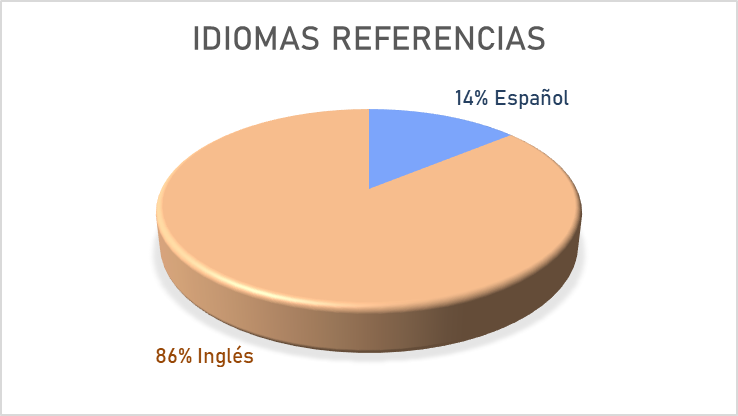 IDIOMAS REFERENCIAS
14% Español
86% Inglés